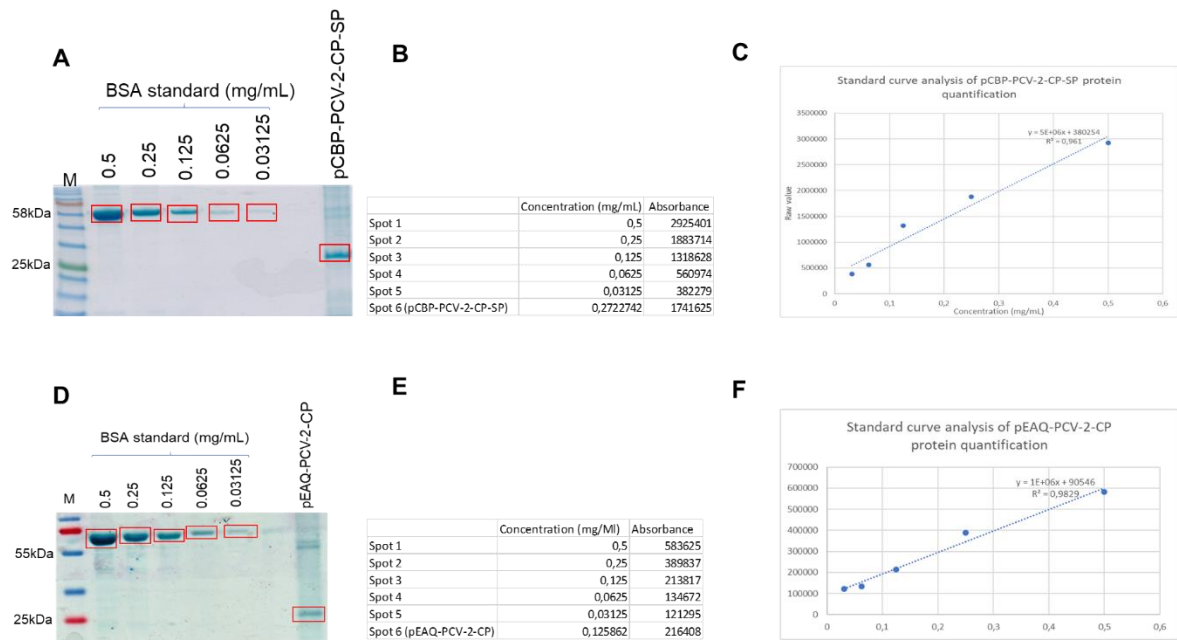 A
BSA standard (mg/mL)
M
0.5
0.25
0.125
0.0625
0.03125
pCBP-PCV-2-CP-SP
58kDa
25kDa
B
Concentration (mg/mL) Absorbance
Spot 1 0,5 2925401
Spot 2 0,25 1883714
Spot 3 0,125 1318628
Spot 4 0,0625 560974
Spot 5 0,03125 382279
Spot 6 (pCBP-PCV-2-CP-SP) 0,2722742 1741625
C
Standard curve analysis of pCBP-PCV-2-CP-SP protein
quantification
y = 5E+06x + 380254
R² = 0,961
Raw value
3500000
3000000
2500000
2000000
1500000
1000000
500000
0
0 0,1 0,2 0,3 0,4 0,5 0,6
Concentration (mg/mL)
D
BSA standard (mg/mL)
M
0.5
0.25
0.125
0.0625
0.03125
pEAQ-PCV-2-CP
55kDa
25kDa
E
Concentration (mg/Ml) Absorbance
Spot 1 0,5 583625
Spot 2 0,25 389837
Spot 3 0,125 213817
Spot 4 0,0625 134672
Spot 5 0,03125 121295
Spot 6 (pEAQ-PCV-2-CP) 0,125862 216408
F
Standard curve analysis of pEAQ-PCV-2-CP
protein quantification
y = 1E+06x + 90546
R² = 0,9829
700000
600000
500000
400000
300000
200000
100000
0
0 0,1 0,2 0,3 0,4 0,5 0,6